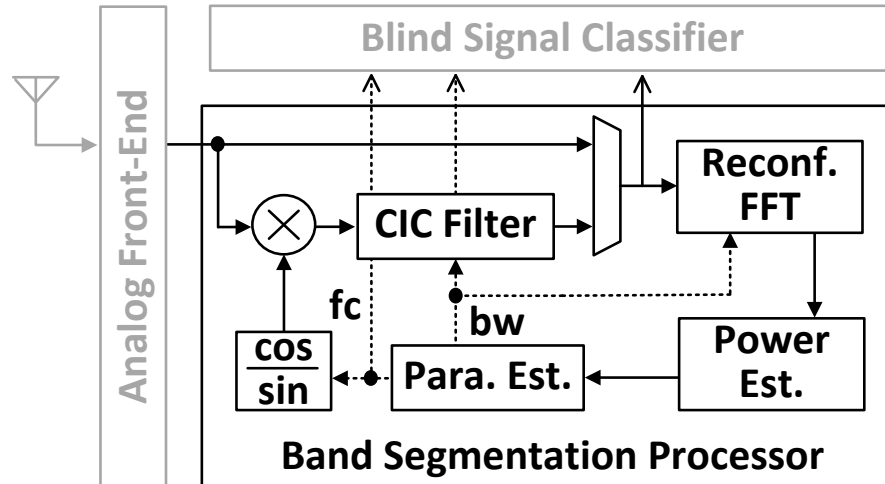 Blind Signal Classifier
Analog Front-End
Reconf.
FFT
CIC Filter
fc
bw
cos
sin
Para. Est.
Power
Est.
Band Segmentation Processor